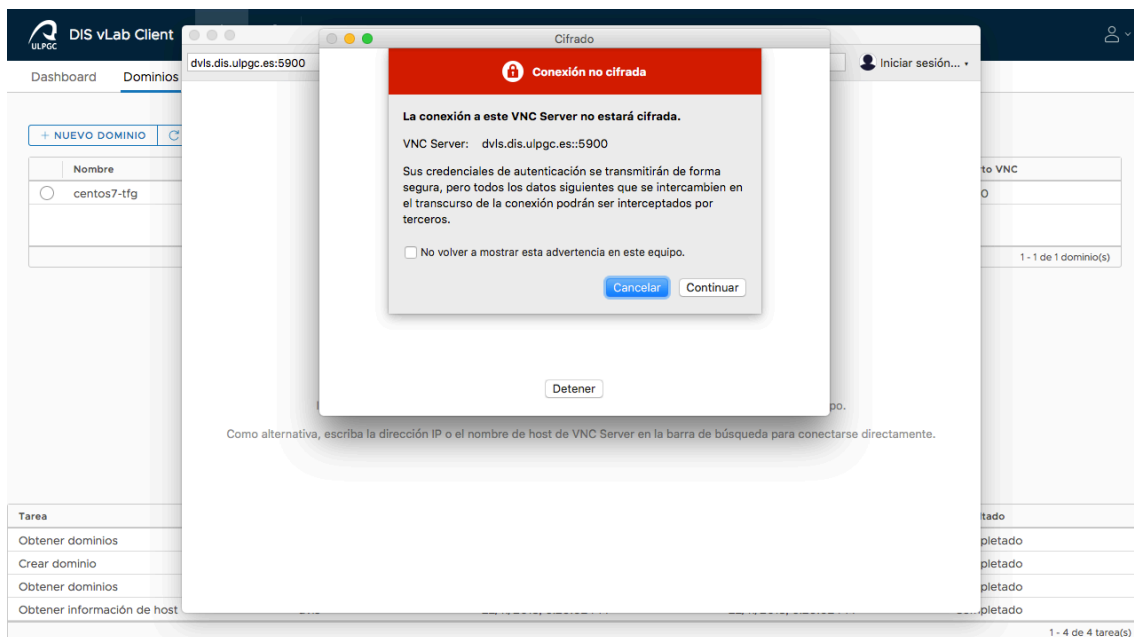 ULPGC
DIS vLab Client
Cifrado
dvls.dis.ulpgc.es:5900
Iniciar sesión...
Dashboard
Dominios
Conexión no cifrada
La conexión a este VNC Server no estará cifrada.
VNC Server: dvls.dis.ulpgc.es::5900
Sus credenciales de autenticación se transmitirán de forma
segura, pero todos los datos siguientes que se intercambien en
el transcurso de la conexión podrán ser interceptados por
terceros.
No volver a mostrar esta advertencia en este equipo.
Cancelar
Continuar
Detener
+ NUEVO DOMINIO
Nombre
to VNC
centos7-tfg
0
1 - 1 de 1 dominio(s)
po.
Como alternativa, escriba la dirección IP o el nombre de host de VNC Server en la barra de búsqueda para conectarse directamente.
Tarea
ltado
Obtener dominios
pletado
Crear dominio
pletado
Obtener dominios
pletado
Obtener información de host
pletado
1 - 4 de 4 tarea(s)